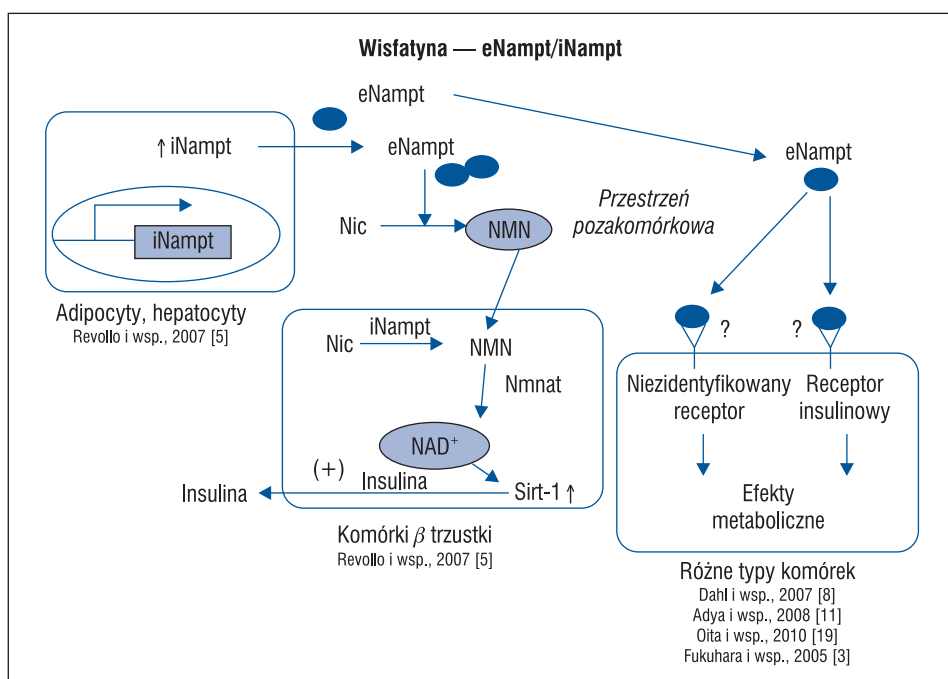 Wisfatyna — eNampt/iNampt
eNampt
↑ iNampt
eNampt
eNampt
Nic
NMN
Przestrzeń
pozakomórkowa
iNampt
Adipocyty, hepatocyty
Revollo i wsp., 2007 [5]
iNampt
Nic
NMN
Nmnat
NAD⁺
(+)
Insulina
Insulina
Sirt-1 ↑
Komórki β trzustki
Revollo i wsp., 2007 [5]
?
?
Niezidentyfikowany
receptor
Receptor
insulinowy
Efekty
metaboliczne
Różne typy komórek
Dahl i wsp., 2007 [8]
Adya i wsp., 2008 [11]
Oita i wsp., 2010 [19]
Fukuhara i wsp., 2005 [3]